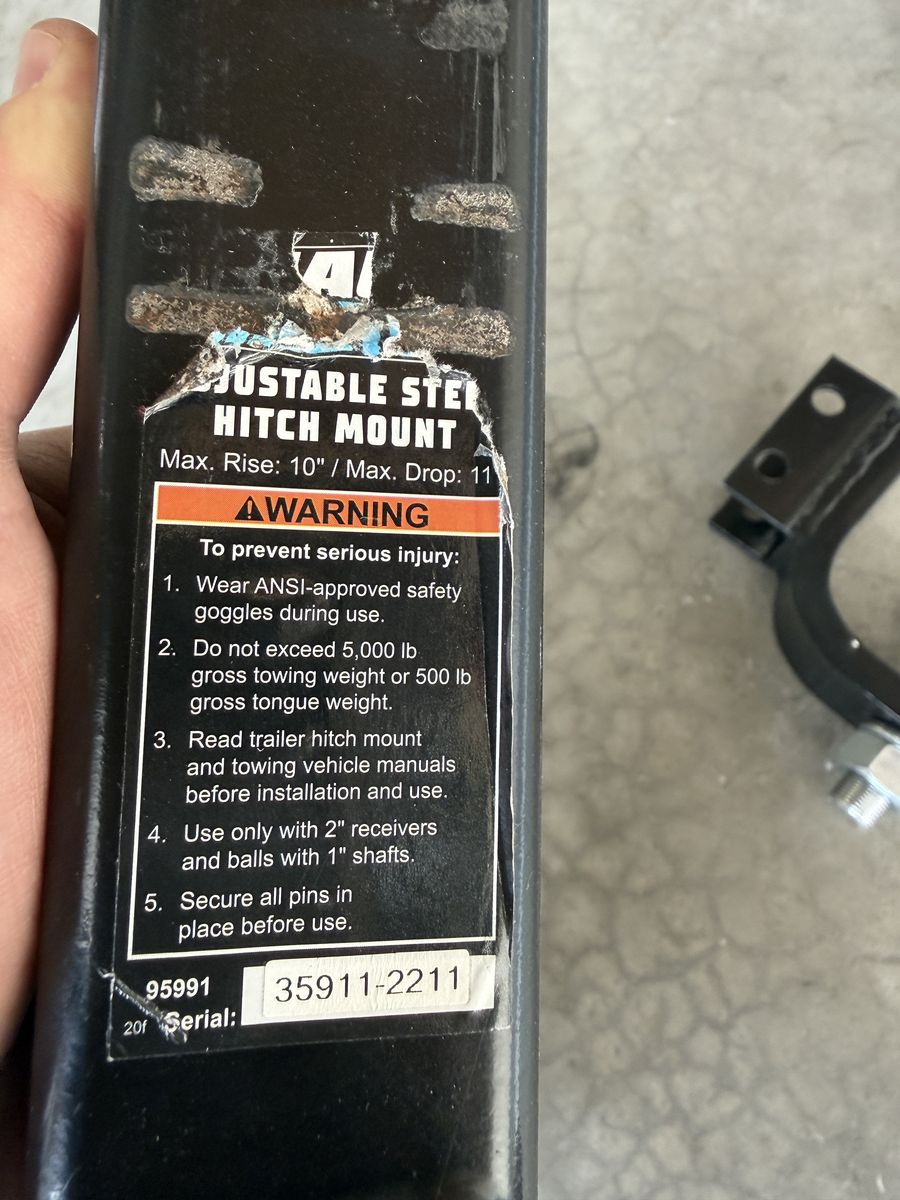 HITCH MOUNT
Max. Rise: 10" / Max. Drop: 11
WARNING
To prevent serious injury:
1. Wear ANSI-approved safety
goggles during use.
2. Do not exceed 5,000 lb
gross towing weight or 500 lb
gross tongue weight.
3. Read trailer hitch mount
and towing vehicle manuals
before installation and use.
4. Use only with 2" receivers
and balls with 1" shafts.
5. Secure all pins in
place before use.
95991
35911-2211
20f Serial: